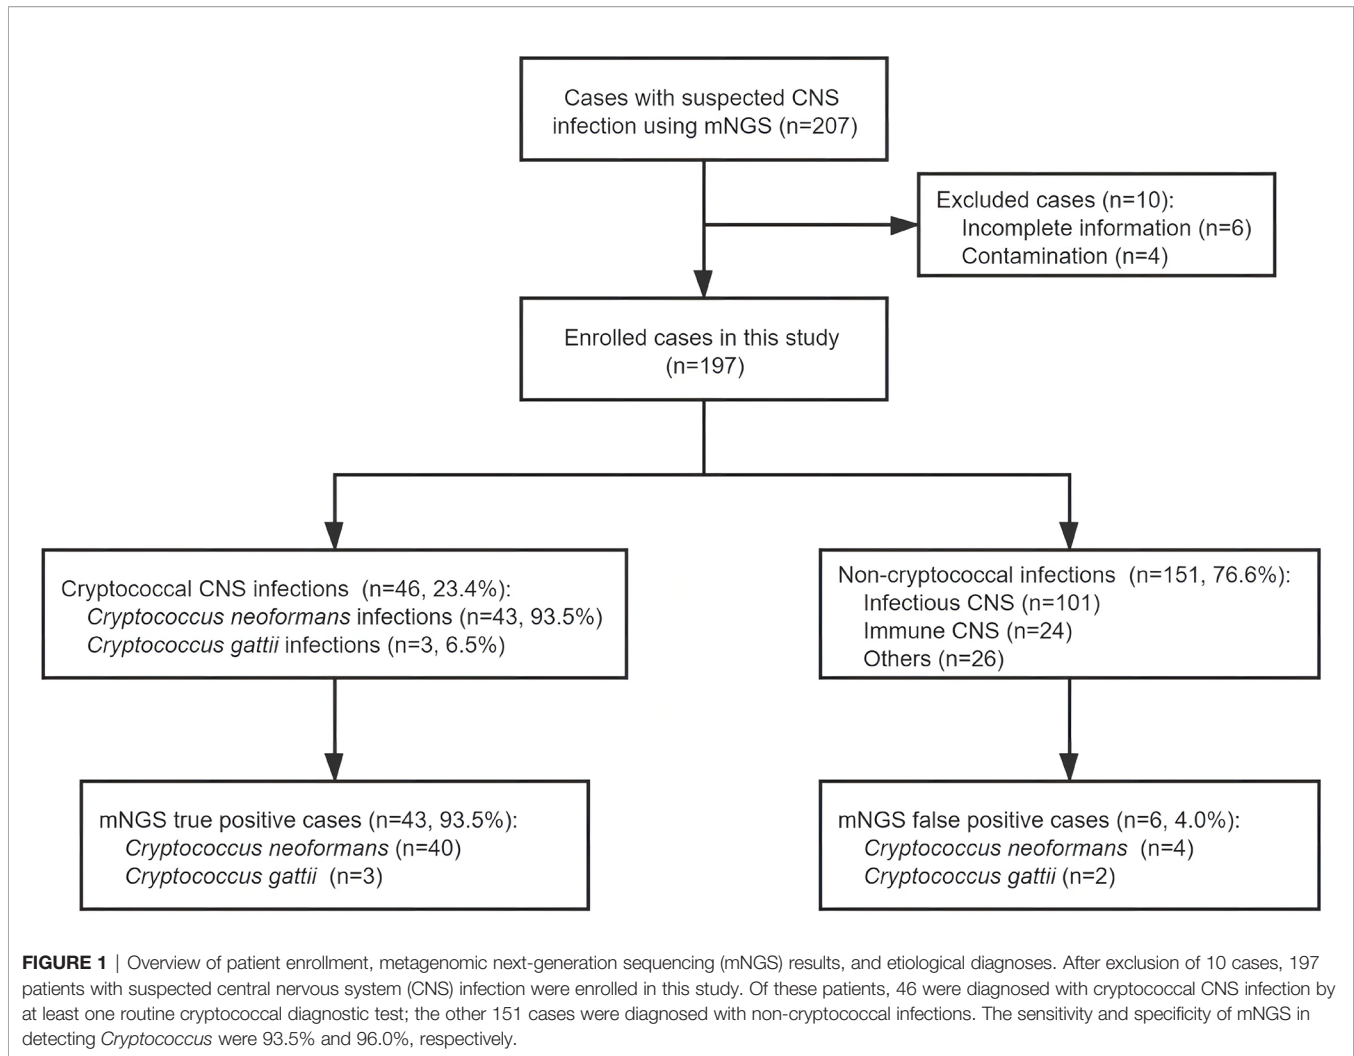 Cases with suspected CNS
infection using mNGS (n=207)
Excluded cases (n=10):
Incomplete information (n=6)
Contamination (n=4)
Enrolled cases in this study
(n=197)
Cryptococcal CNS infections (n=46, 23.4%):
Cryptococcus neoformans infections (n=43, 93.5%)
Cryptococcus gattii infections (n=3, 6.5%)
Non-cryptococcal infections (n=151, 76.6%):
Infectious CNS (n=101)
Immune CNS (n=24)
Others (n=26)
mNGS true positive cases (n=43, 93.5%):
Cryptococcus neoformans (n=40)
Cryptococcus gattii (n=3)
mNGS false positive cases (n=6, 4.0%):
Cryptococcus neoformans (n=4)
Cryptococcus gattii (n=2)
FIGURE 1 | Overview of patient enrollment, metagenomic next-generation sequencing (mNGS) results, and etiological diagnoses. After exclusion of 10 cases, 197
patients with suspected central nervous system (CNS) infection were enrolled in this study. Of these patients, 46 were diagnosed with cryptococcal CNS infection by
at least one routine cryptococcal diagnostic test; the other 151 cases were diagnosed with non-cryptococcal infections. The sensitivity and specificity of mNGS in
detecting Cryptococcus were 93.5% and 96.0%, respectively.